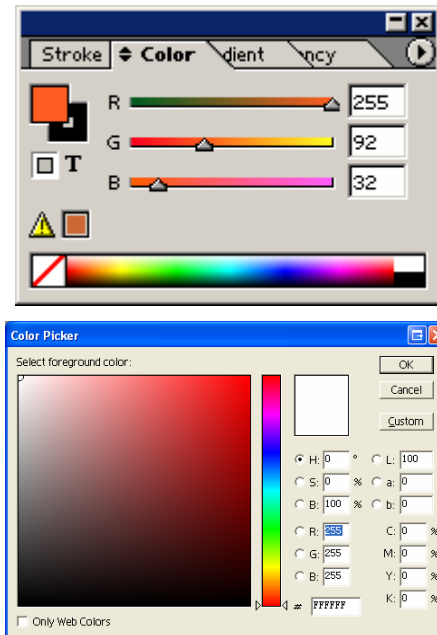 Stroke Color dient ncy
R 255
G 92
T
B 32
Color Picker
Select foreground color:
OK
Cancel
Custom
H: 0 ° L: 100
S: 0 % a: 0
B: 100 % b: 0
R: 255 C: 0 %
G: 255 M: 0 %
B: 255 Y: 0 %
# FFFFFF K: 0 %
Only Web Colors